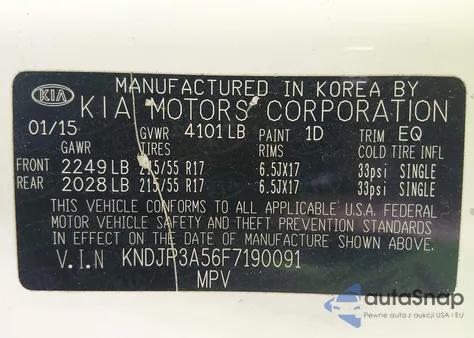 MANUFACTURED IN KOREA BY
KIA KIA MOTORS CORPORATION
01/15 GVWR 4101 LB PAINT 1D TRIM EQ
GAWR TIRES RIMS COLD TIRE INFL
FRONT 2249 LB 215/55 R17 6.5JX17 33psi SINGLE
REAR 2028 LB 215/55 R17 6.5JX17 33psi SINGLE
THIS VEHICLE CONFORMS TO ALL APPLICABLE U.S.A. FEDERAL
MOTOR VEHICLE SAFETY AND THEFT PREVENTION STANDARDS
IN EFFECT ON THE DATE OF MANUFACTURE SHOWN ABOVE.
V.I.N KNDJP3A56F7190091
MPV
autoSnap
Pewne auta z aukcji USA i EU